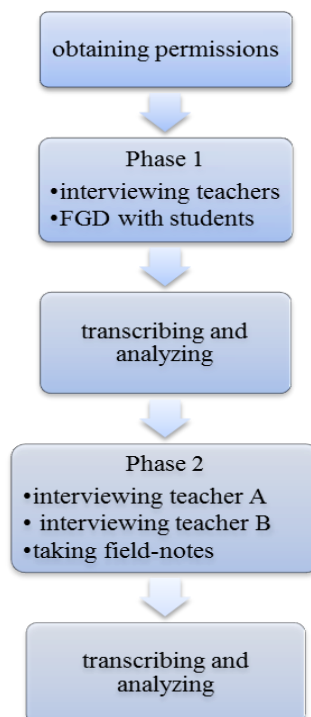 obtaining permissions
Phase 1
•interviewing teachers
•FGD with students
transcribing and
analyzing
Phase 2
•interviewing teacher A
• interviewing teacher B
•taking field-notes
transcribing and
analyzing